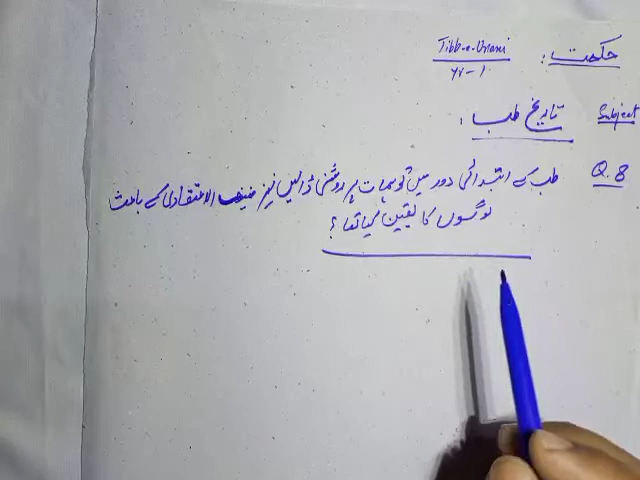 حکمت : Tibb-e-Unani
yr-1
Subject تاریخ طب :
Q.8 طب کے ابتدائی دور میں توہمات پر روشنی ڈالیں نیز ضعیف الاعتقادی کے باعث
لوگوں کا یقین کیا تھا ؟